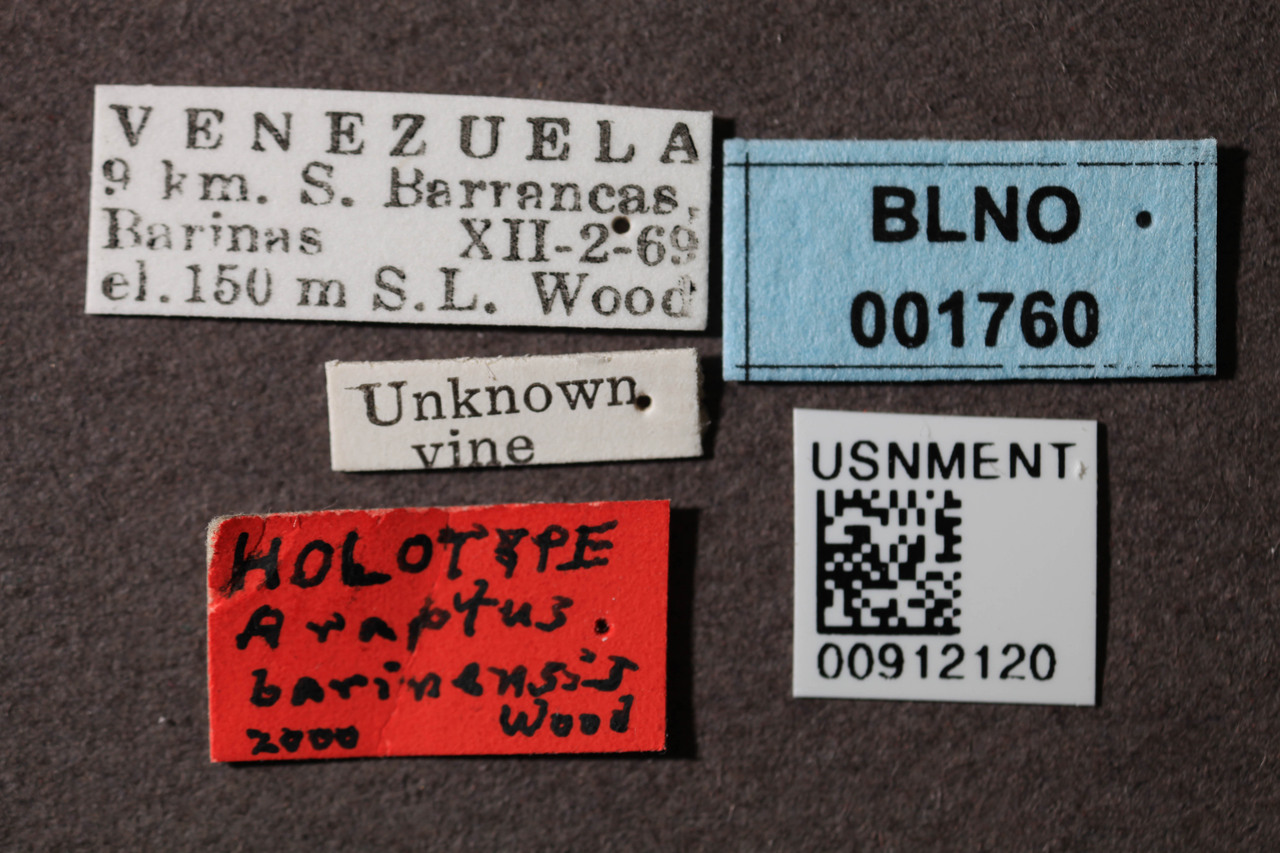 VENEZUELA
9 km. S. Barrancas,
Barinas XII-2-69
el. 150 m S.L. Wood
BLNO
001760
Unknown
vine
USNMENT
00912120
HOLOTYPE
Araptus
barinensis
2000 Wood